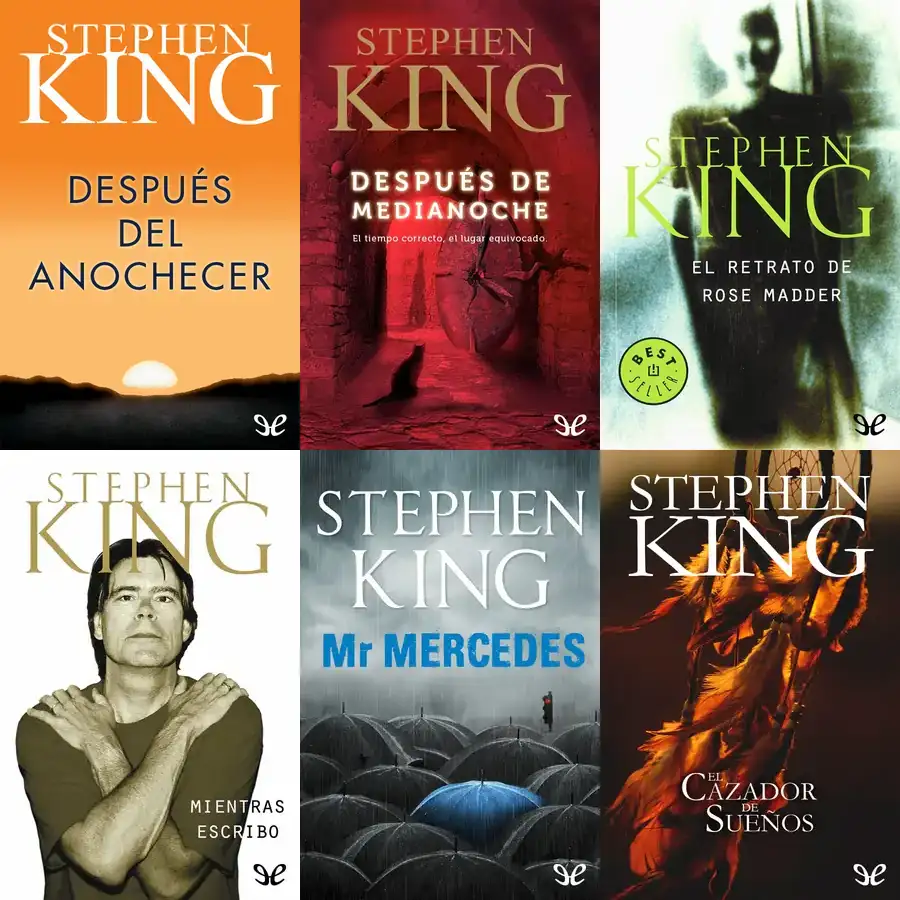 STEPHEN
KING
DESPUÉS
DEL
ANOCHECER
STEPHEN
KING
DESPUÉS DE
MEDIANOCHE
El tiempo correcto, el lugar equivocado.
STEPHEN
KING
EL RETRATO DE
ROSE MADDER
BEST
SELLER
STEPHEN
KING
MIENTRAS
ESCRIBO
STEPHEN
KING
Mr MERCEDES
STEPHEN
KING
EL
CAZADOR
DE
SUEÑOS